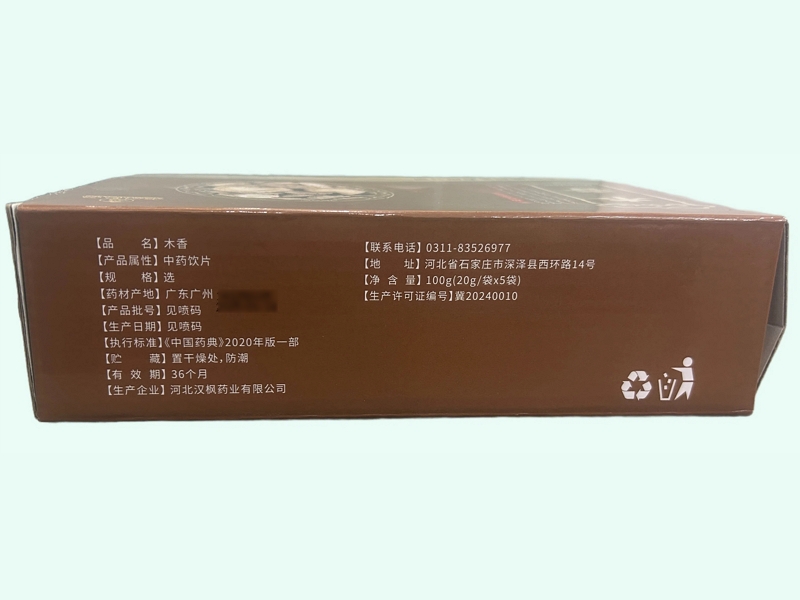 【品 名】木香
【产品属性】中药饮片
【规 格】选
【药材产地】广东广州
【产品批号】见喷码
【生产日期】见喷码
【执行标准】《中国药典》2020年版一部
【贮 藏】置干燥处,防潮
【有 效 期】36个月
【生产企业】河北汉枫药业有限公司
【联系电话】0311-83526977
【地 址】河北省石家庄市深泽县西环路14号
【净 含 量】100g(20g/袋x5袋)
【生产许可证编号】冀20240010